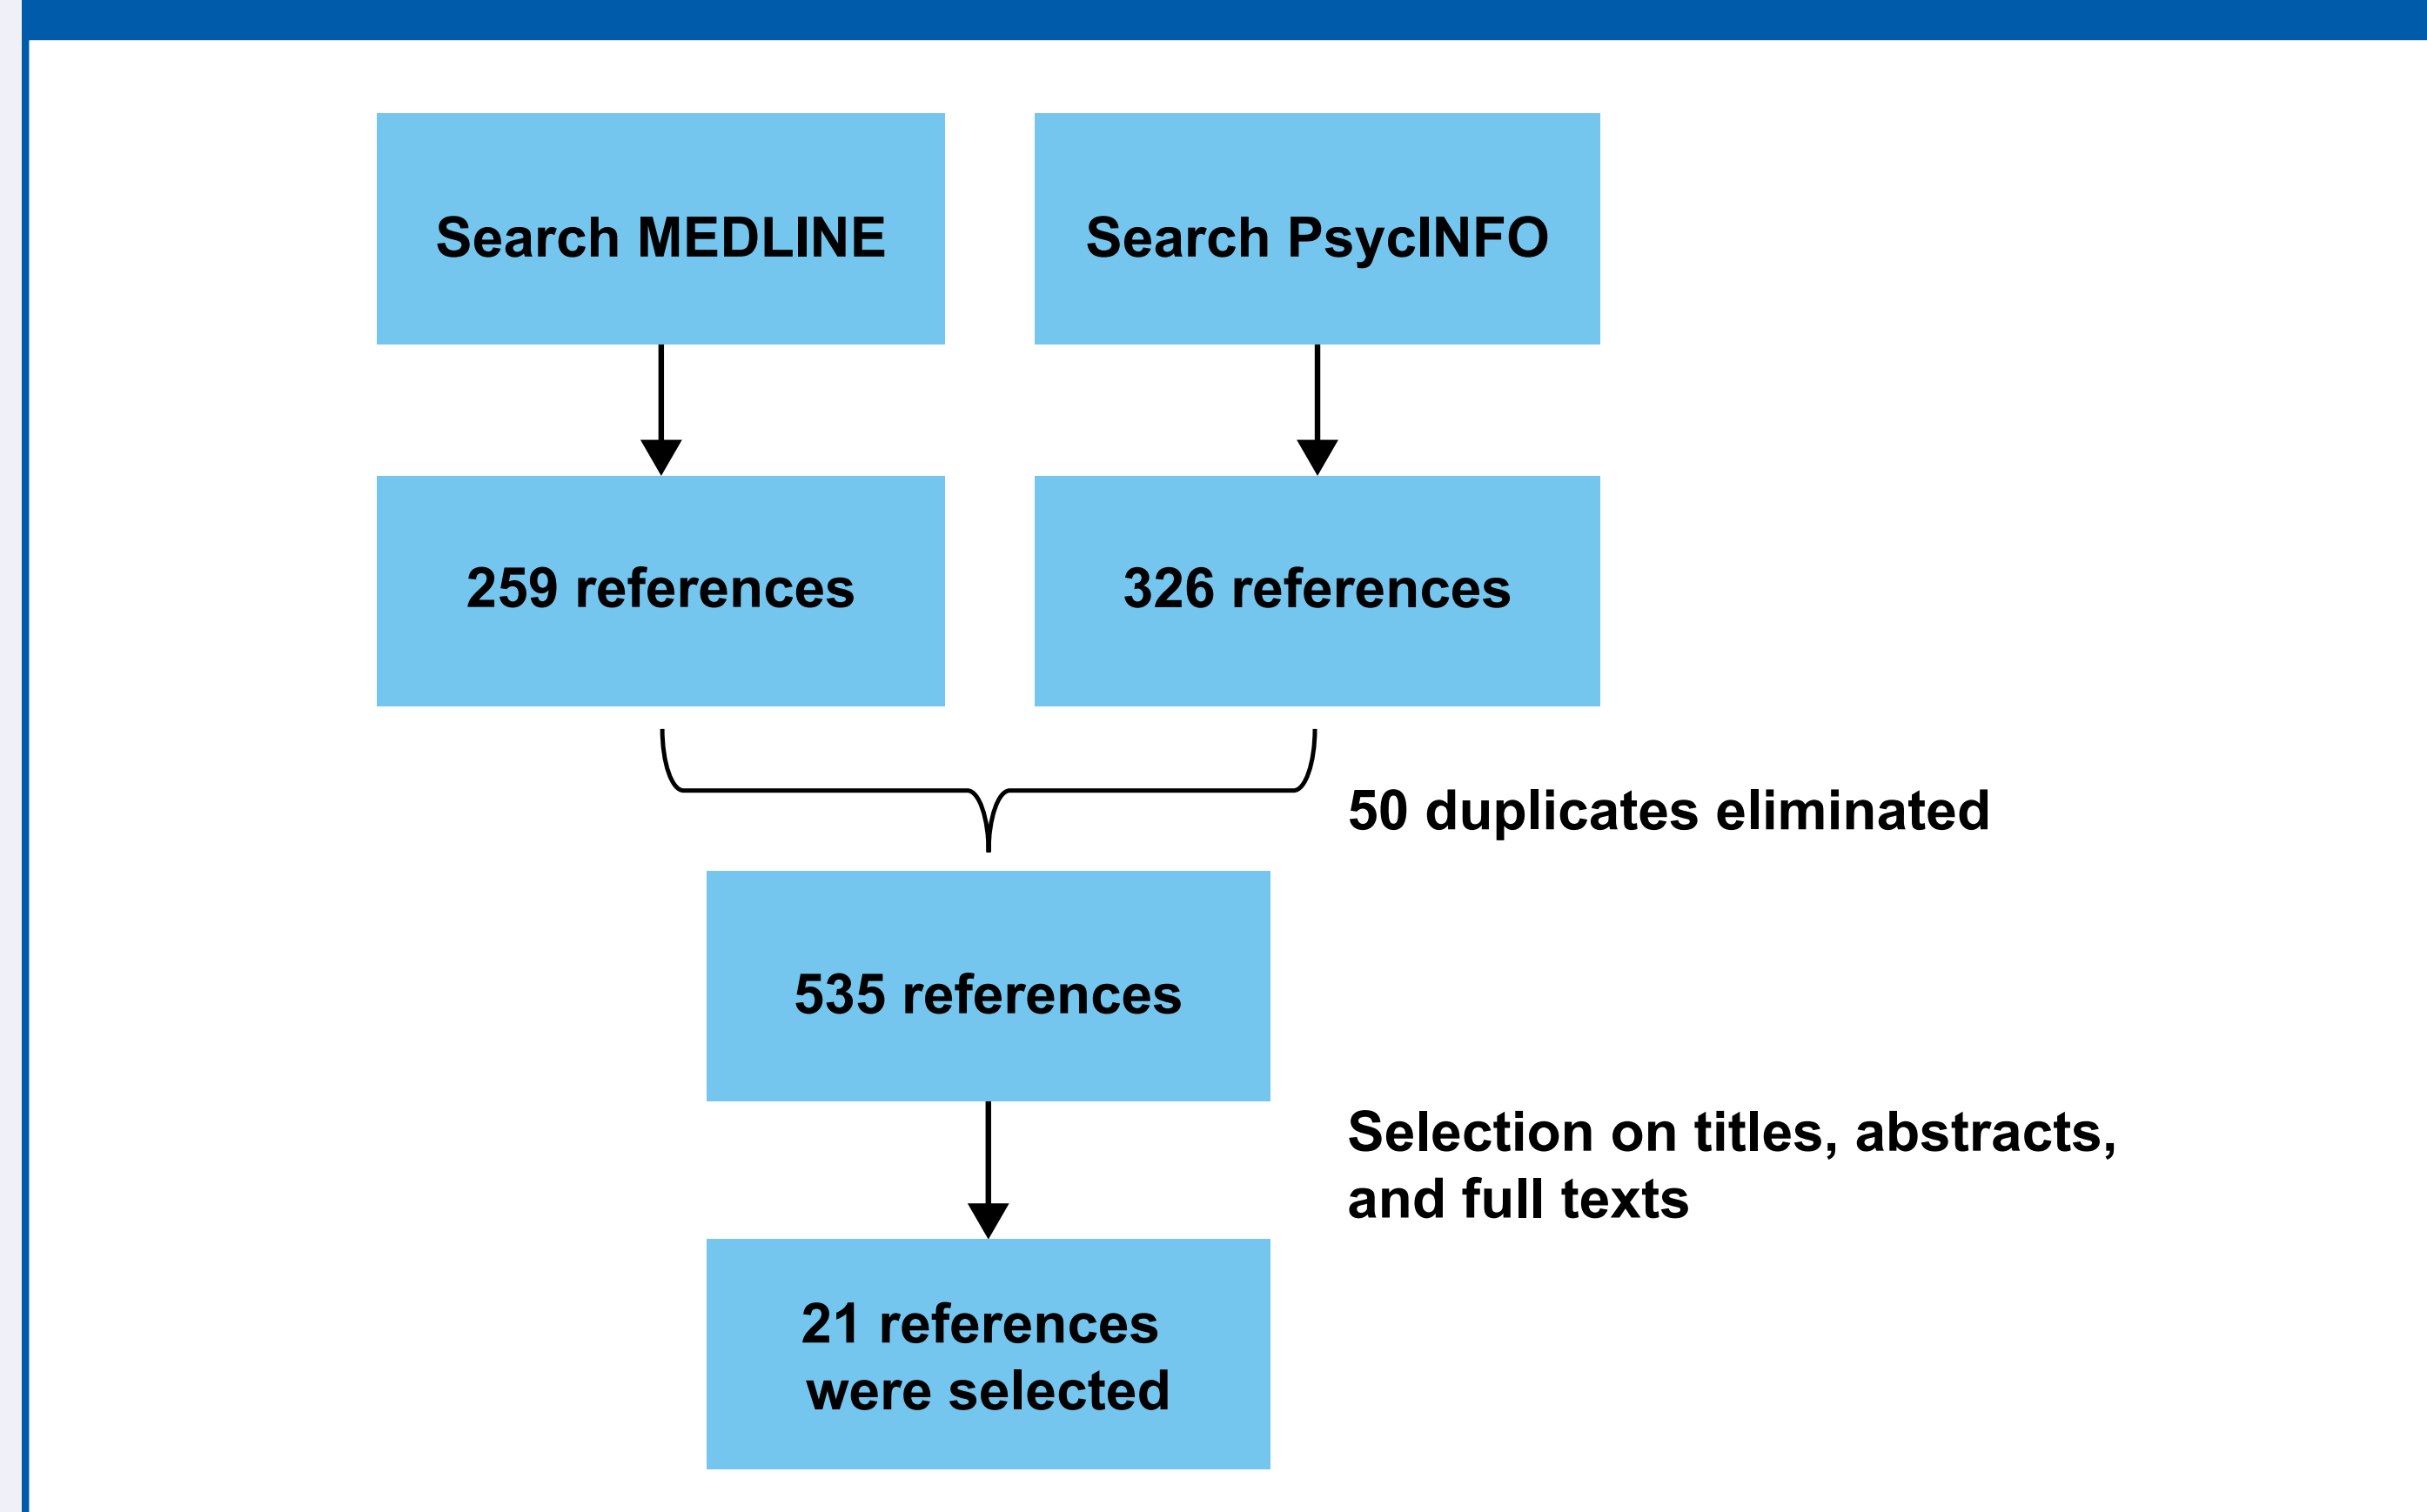 Search MEDLINE
Search PsycINFO
259 references
326 references
50 duplicates eliminated
535 references
Selection on titles, abstracts,
and full texts
21 references
were selected